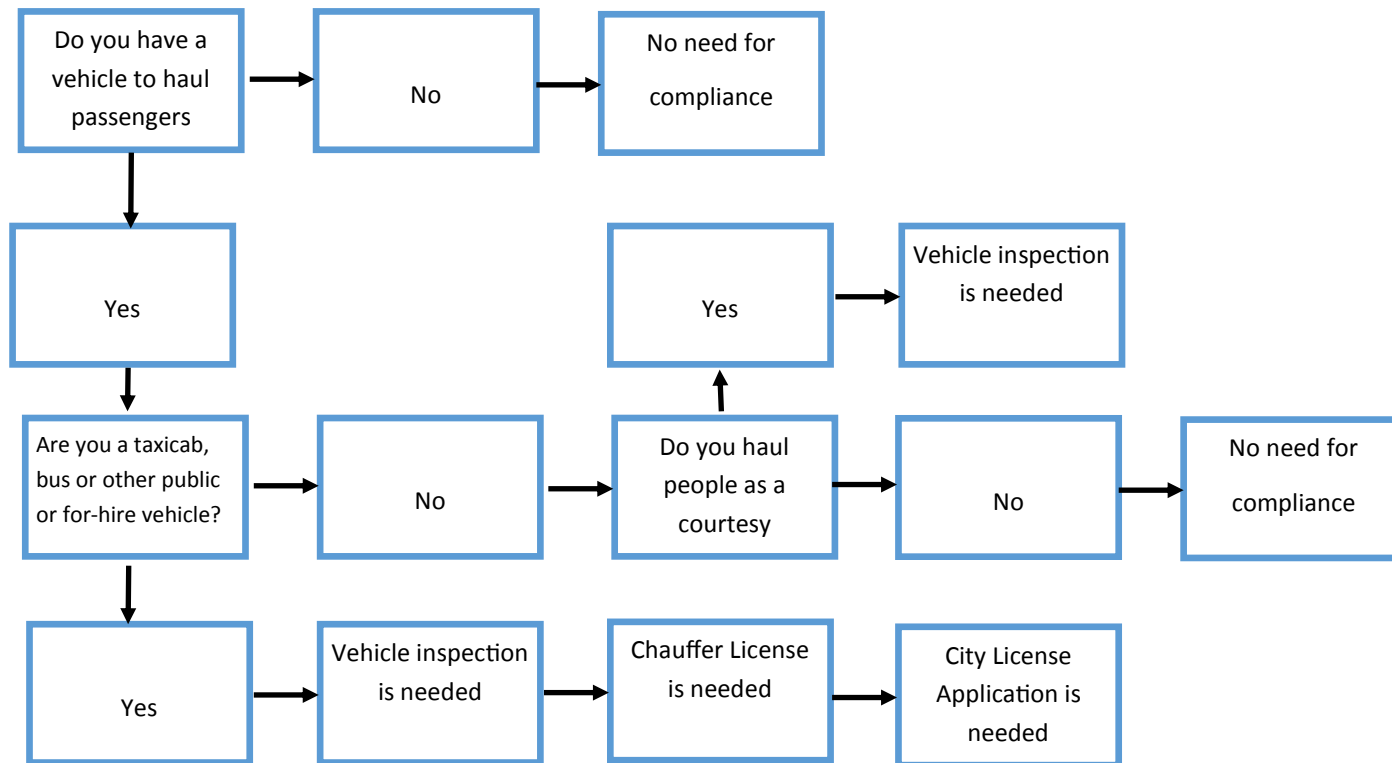 Do you have a
vehicle to haul
passengers
No
No need for
compliance
Yes
Yes
Vehicle inspection
is needed
Are you a taxicab,
bus or other public
or for-hire vehicle?
No
Do you haul
people as a
courtesy
No
No need for
compliance
Yes
Vehicle inspection
is needed
Chauffer License
is needed
City License
Application is
needed